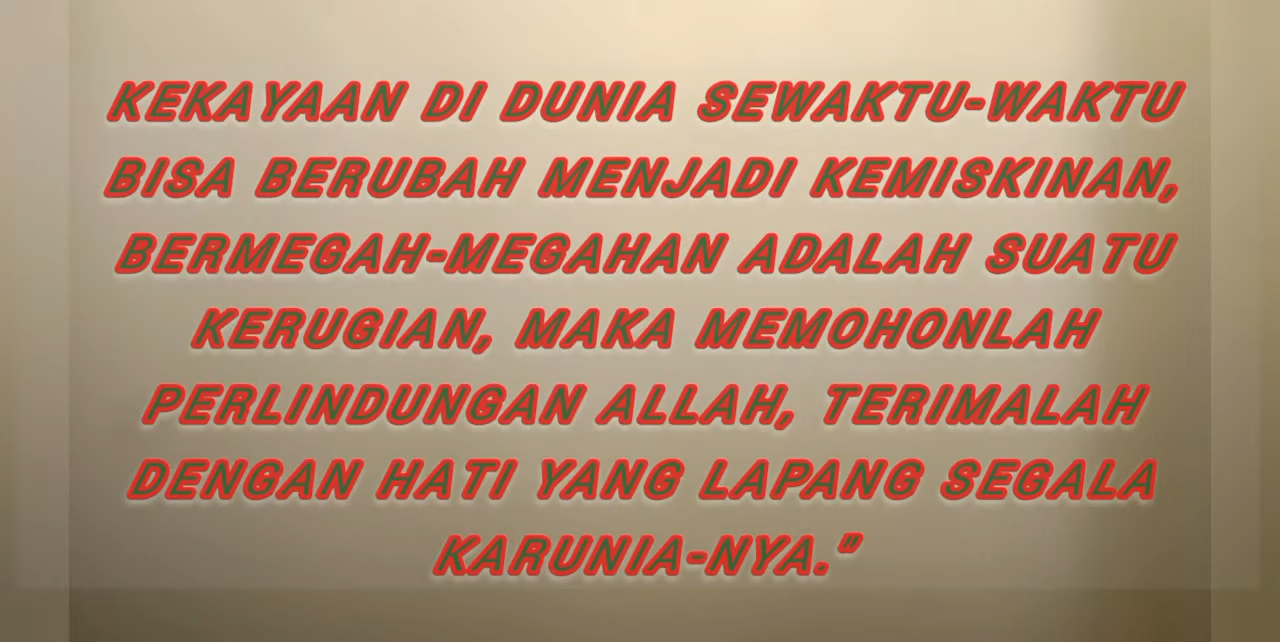 KEKAYAAN DI DUNIA SEWAKTU-WAKTU
BISA BERUBAH MENJADI KEMISKINAN,
BERMEGAH-MEGAHAN ADALAH SUATU
KERUGIAN, MAKA MEMOHONLAH
PERLINDUNGAN ALLAH, TERIMALAH
DENGAN HATI YANG LAPANG SEGALA
KARUNIA-NYA."